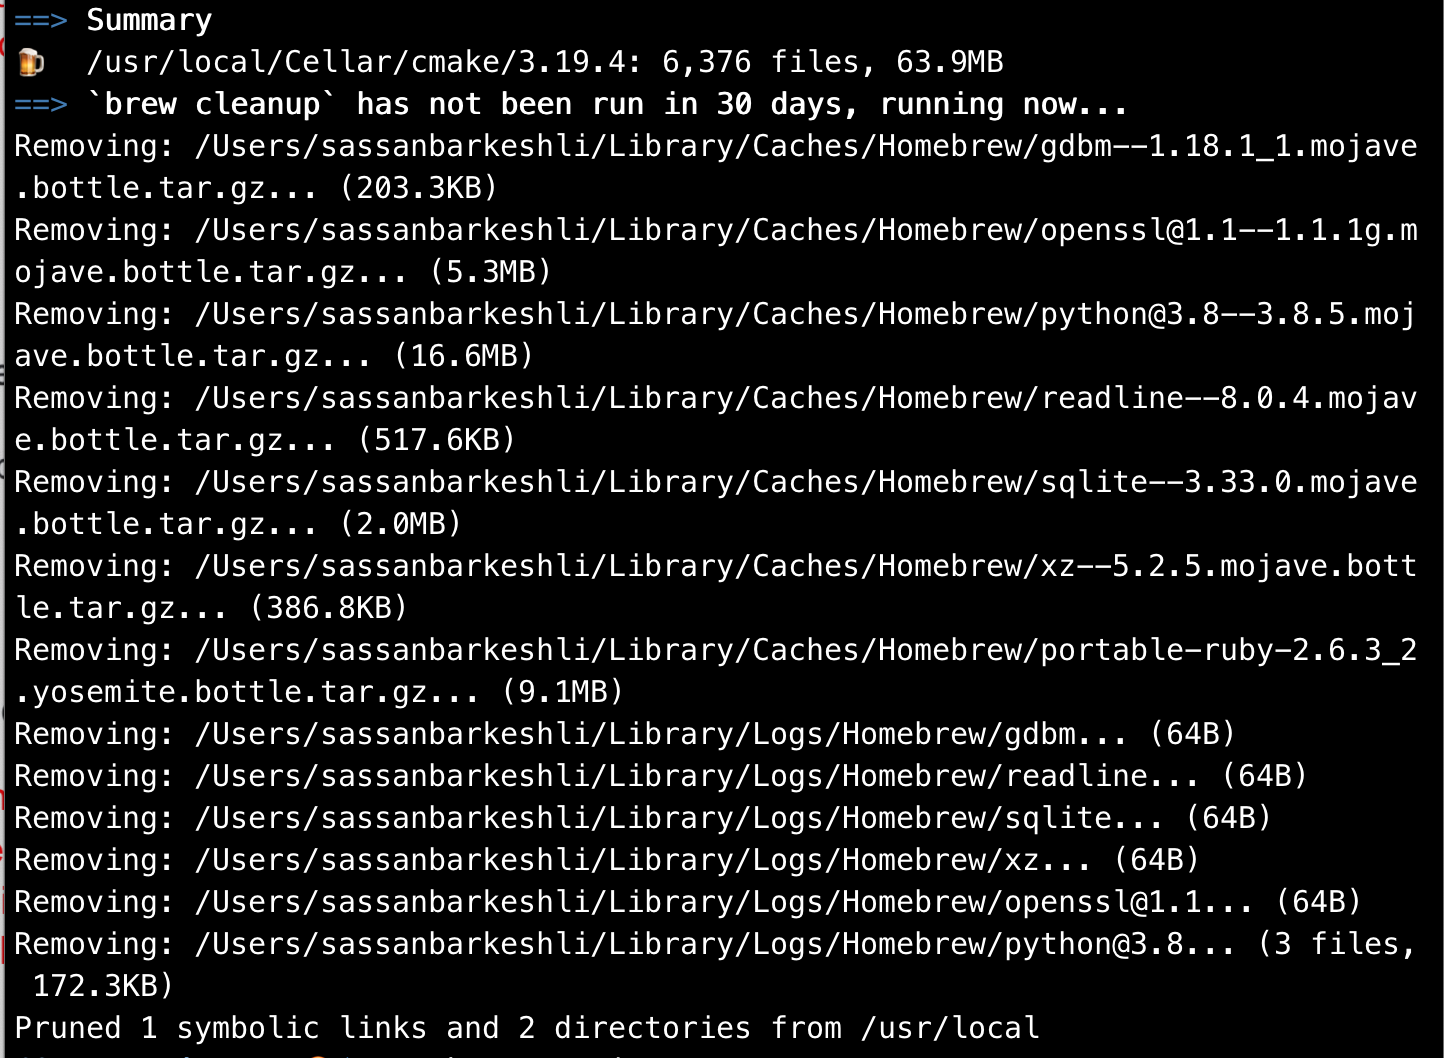 ==> Summary
🍺  /usr/local/Cellar/cmake/3.19.4: 6,376 files, 63.9MB
==> `brew cleanup` has not been run in 30 days, running now...
Removing: /Users/sassanbarkeshli/Library/Caches/Homebrew/gdbm--1.18.1_1.mojave
.bottle.tar.gz... (203.3KB)
Removing: /Users/sassanbarkeshli/Library/Caches/Homebrew/openssl@1.1--1.1.1g.m
ojave.bottle.tar.gz... (5.3MB)
Removing: /Users/sassanbarkeshli/Library/Caches/Homebrew/python@3.8--3.8.5.moj
ave.bottle.tar.gz... (16.6MB)
Removing: /Users/sassanbarkeshli/Library/Caches/Homebrew/readline--8.0.4.mojav
e.bottle.tar.gz... (517.6KB)
Removing: /Users/sassanbarkeshli/Library/Caches/Homebrew/sqlite--3.33.0.mojave
.bottle.tar.gz... (2.0MB)
Removing: /Users/sassanbarkeshli/Library/Caches/Homebrew/xz--5.2.5.mojave.bott
le.tar.gz... (386.8KB)
Removing: /Users/sassanbarkeshli/Library/Caches/Homebrew/portable-ruby-2.6.3_2
.yosemite.bottle.tar.gz... (9.1MB)
Removing: /Users/sassanbarkeshli/Library/Logs/Homebrew/gdbm... (64B)
Removing: /Users/sassanbarkeshli/Library/Logs/Homebrew/readline... (64B)
Removing: /Users/sassanbarkeshli/Library/Logs/Homebrew/sqlite... (64B)
Removing: /Users/sassanbarkeshli/Library/Logs/Homebrew/xz... (64B)
Removing: /Users/sassanbarkeshli/Library/Logs/Homebrew/openssl@1.1... (64B)
Removing: /Users/sassanbarkeshli/Library/Logs/Homebrew/python@3.8... (3 files,
 172.3KB)
Pruned 1 symbolic links and 2 directories from /usr/local